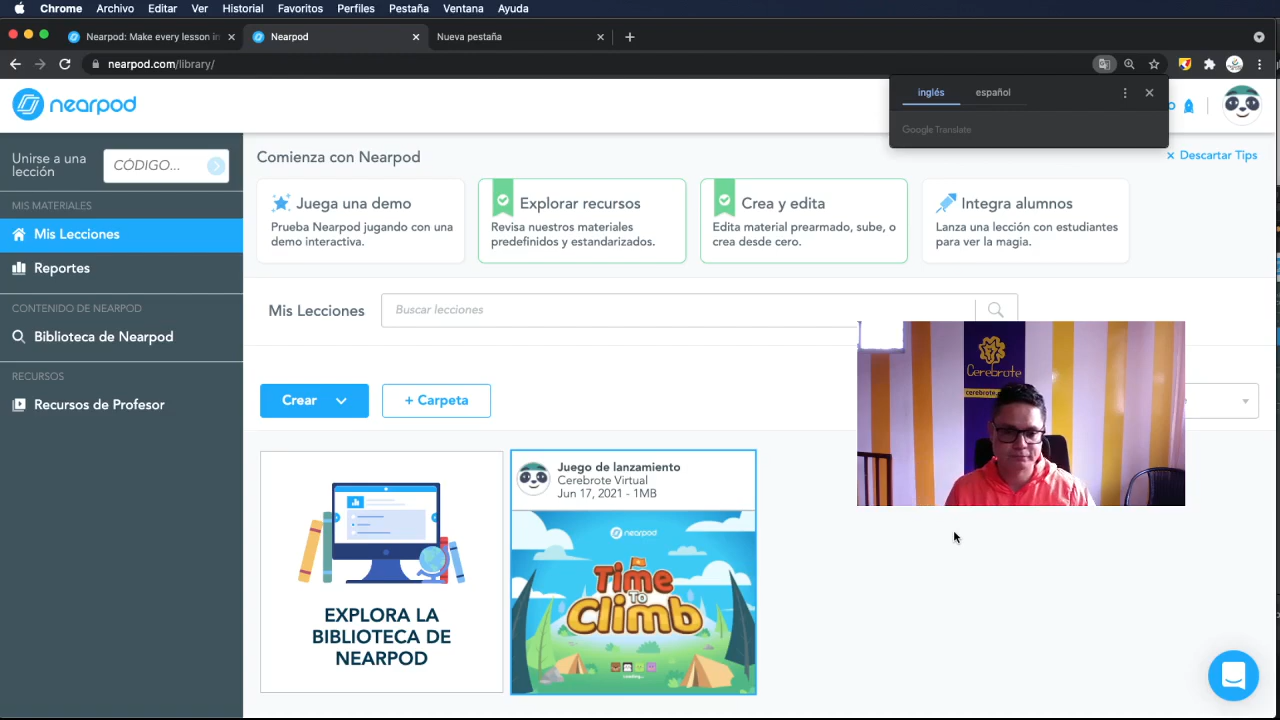 Chrome Archivo Editar Ver Historial Favoritos Perfiles Pestaña Ventana Ayuda
Nearpod: Make every lesson in
Nearpod
Nueva pestaña
nearpod.com/library/
inglés español
Google Translate
nearpod
Unirse a una
lección
CÓDIGO...
MIS MATERIALES
Mis Lecciones
Reportes
CONTENIDO DE NEARPOD
Biblioteca de Nearpod
RECURSOS
Recursos de Profesor
Comienza con Nearpod
× Descartar Tips
Juega una demo
Prueba Nearpod jugando con una
demo interactiva.
Explorar recursos
Revisa nuestros materiales
predefinidos y estandarizados.
Crea y edita
Edita material prearmado, sube, o
crea desde cero.
Integra alumnos
Lanza una lección con estudiantes
para ver la magia.
Mis Lecciones
Buscar lecciones
Crear
+ Carpeta
EXPLORA LA
BIBLIOTECA DE
NEARPOD
Juego de lanzamiento
Cerebrote Virtual
Jun 17, 2021 - 1MB
nearpod
TIME
TO
CLIMB
Loading...
Cerebrote